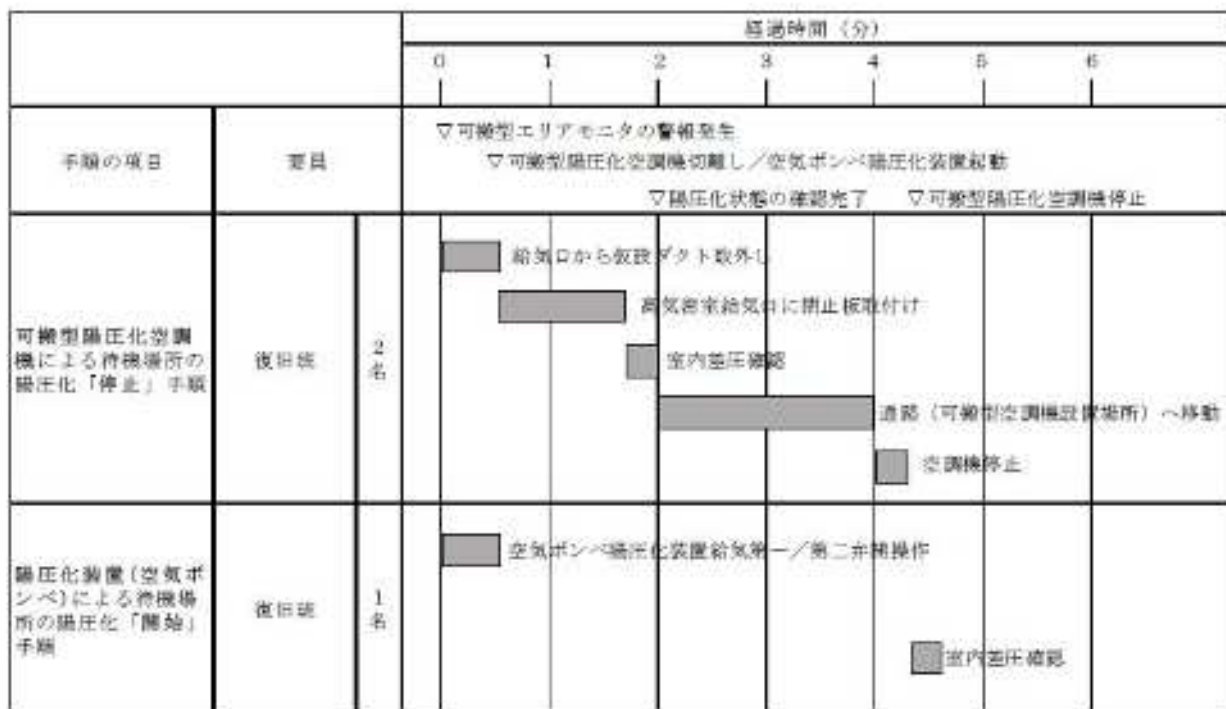 経過時間（分）
0 1 2 3 4 5 6
手順の項目
要員
▽可搬型エリアモニタの警報発生
▽可搬型陽圧化空調機切離し／空気ボンベ陽圧化装置起動
▽陽圧化状態の確認完了
▽可搬型陽圧化空調機停止
可搬型陽圧化空調
機による待機場所の
陽圧化「停止」手順
復旧班
2
名
給気口から仮設ダクト取外し
高気密室給気口に閉止板取付け
室内差圧確認
道路（可搬型空調機設置場所）へ移動
空調機停止
陽圧化装置(空気ボ
ンベ)による待機場
所の陽圧化「開始」
手順
復旧班
1
名
空気ボンベ陽圧化装置給気第一／第二弁開操作
室内差圧確認